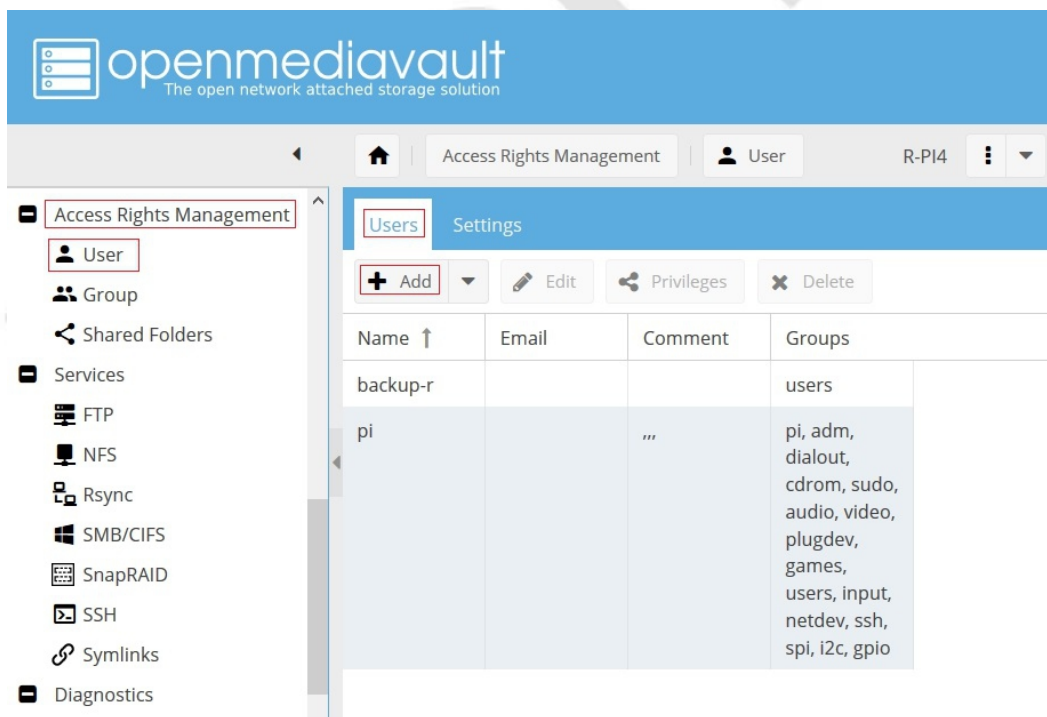 openmediavault
The open network attached storage solution
Access Rights Management
User
R-PI4
Access Rights Management
User
Group
Shared Folders
Services
FTP
NFS
Rsync
SMB/CIFS
SnapRAID
SSH
Symlinks
Diagnostics
Users Settings
Add Edit Privileges Delete
Name ↑ Email Comment Groups
backup-r users
pi ,,, pi, adm,
dialout,
cdrom, sudo,
audio, video,
plugdev,
games,
users, input,
netdev, ssh,
spi, i2c, gpio